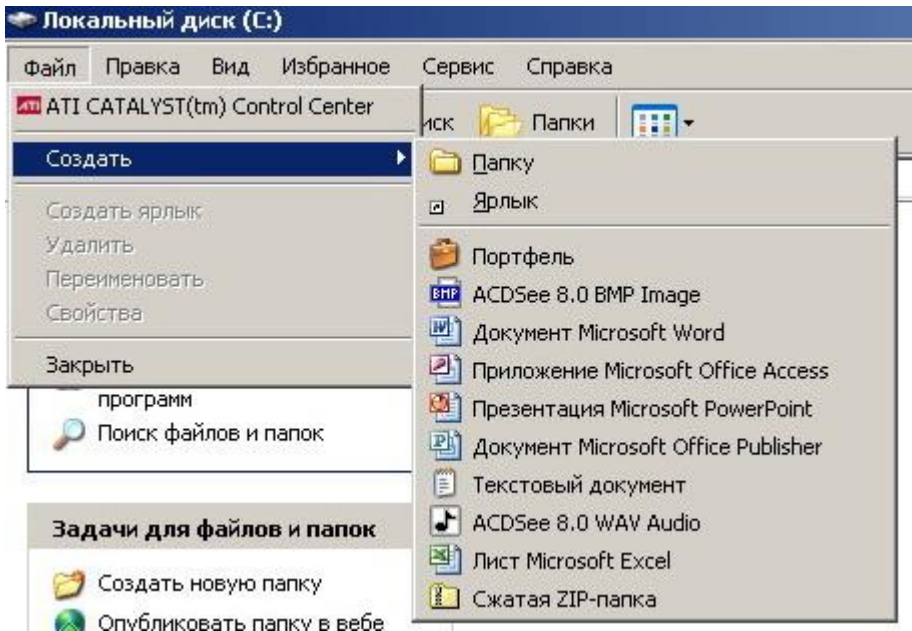 Локальный диск (C:)
Файл Правка Вид Избранное Сервис Справка
ATI ATI CATALYST(tm) Control Center
Папки
Создать
Создать ярлык
Удалить
Переименовать
Свойства
Закрыть
Папку
Ярлык
Портфель
BMP ACDSee 8.0 BMP Image
Документ Microsoft Word
Приложение Microsoft Office Access
Презентация Microsoft PowerPoint
Документ Microsoft Office Publisher
Текстовый документ
ACDSee 8.0 WAV Audio
Лист Microsoft Excel
Сжатая ZIP-папка
программ
Поиск файлов и папок
Задачи для файлов и папок
Создать новую папку
Опубликовать папку в вебе